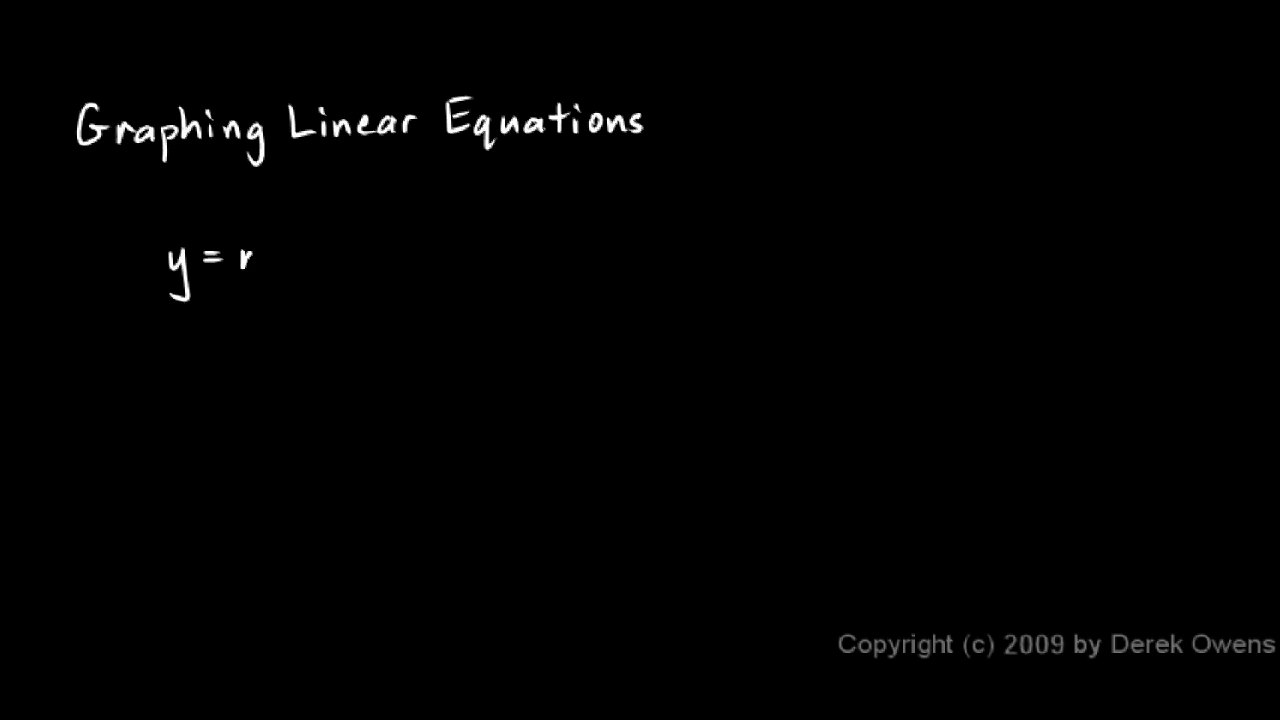 Graphing Linear Equations
y = r
Copyright (c) 2009 by Derek Owens